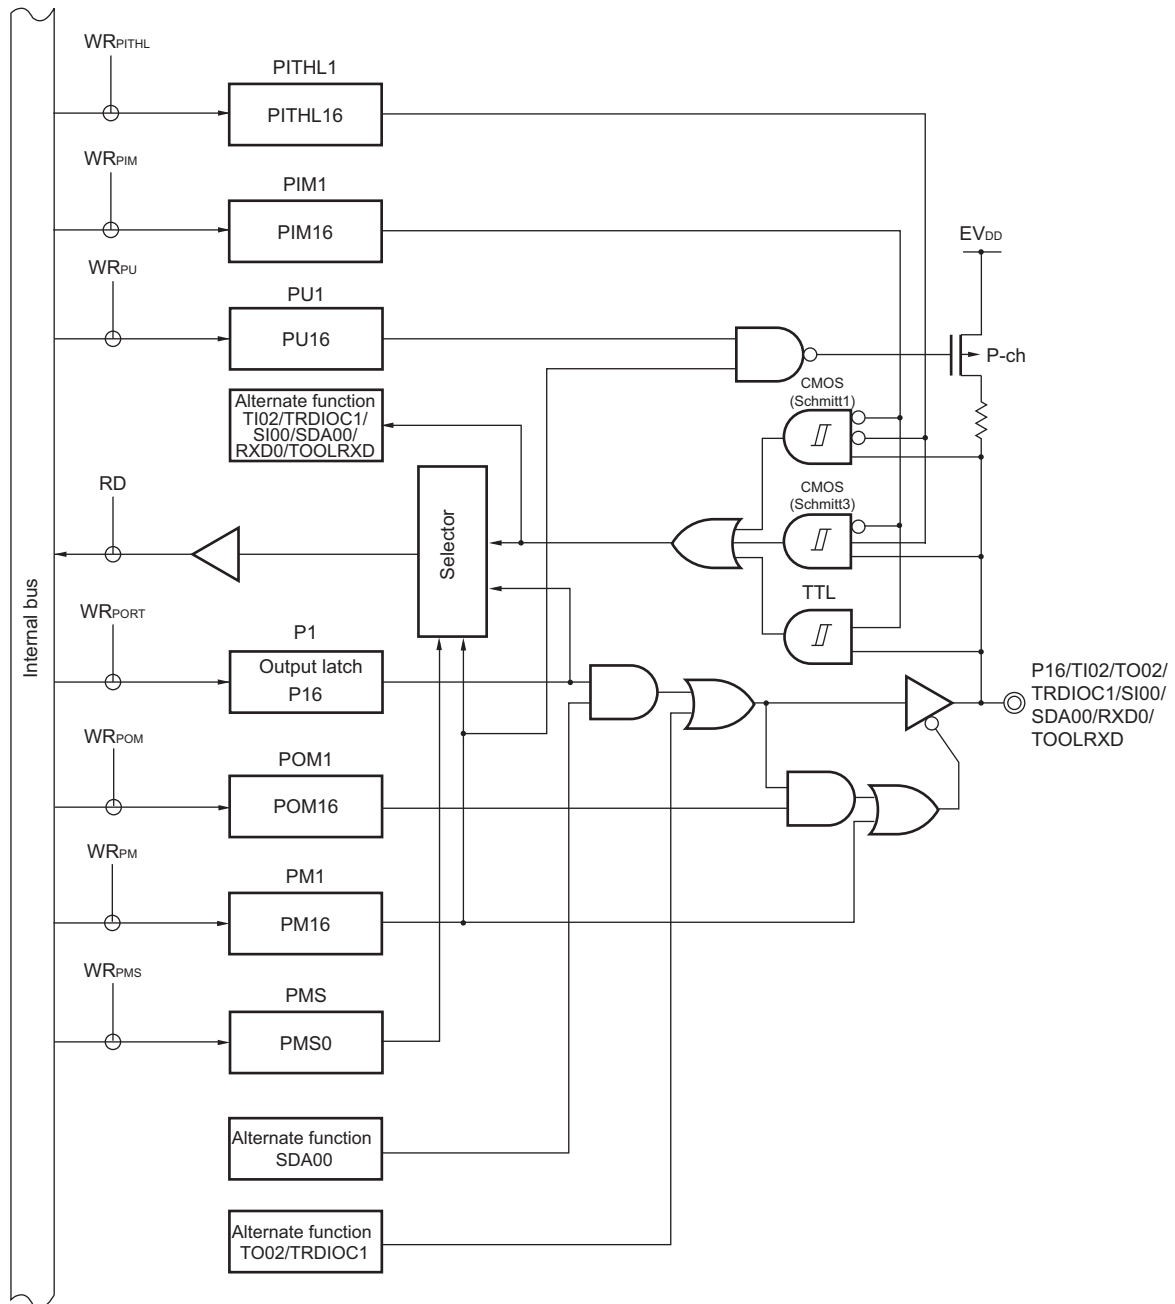 WRPITHL
PITHL1
PITHL16
WRPIM
PIM1
PIM16
EVDD
WRPU
PU1
PU16
P-ch
CMOS
(Schmitt1)
Alternate function
TI02/TRDIOC1/
SI00/SDA00/
RXD0/TOOLRXD
RD
Selector
CMOS
(Schmitt3)
Internal bus
TTL
WRPORT
P1
Output latch
P16
P16/TI02/TO02/
TRDIOC1/SI00/
SDA00/RXD0/
TOOLRXD
WRPOM
POM1
POM16
WRPM
PM1
PM16
WRPMS
PMS
PMS0
Alternate function
SDA00
Alternate function
TO02/TRDIOC1